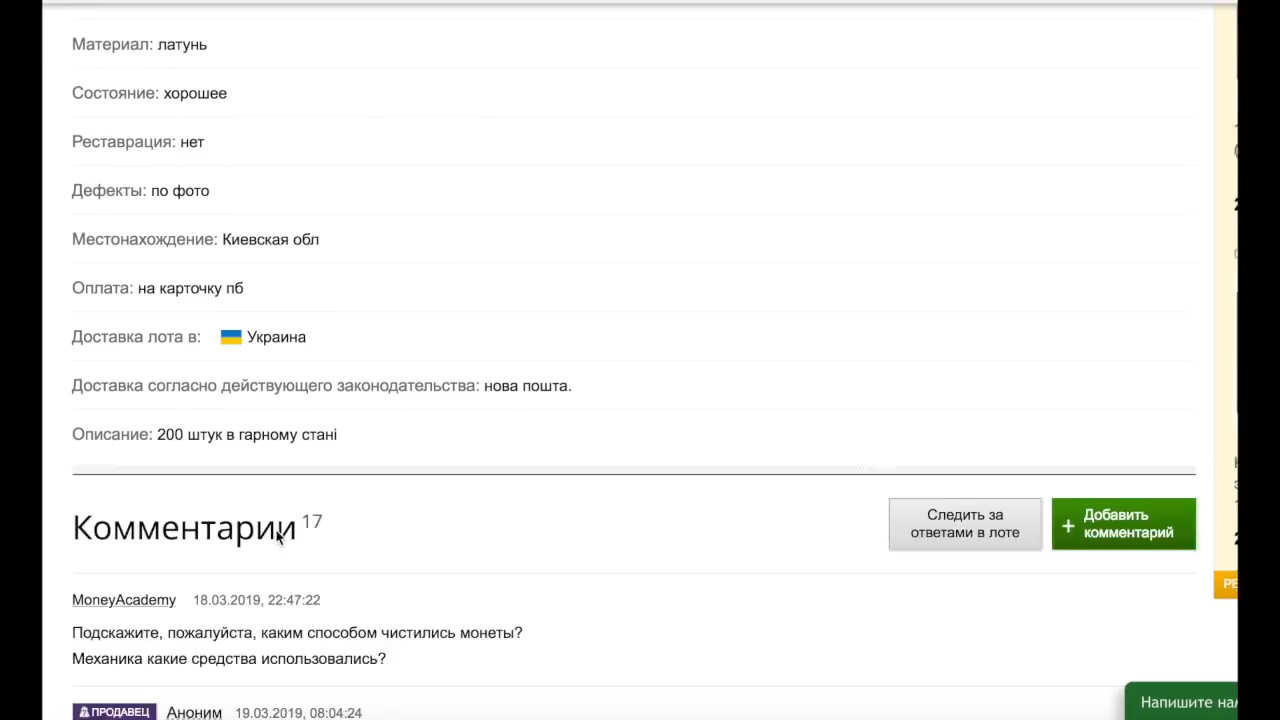 Материал: латунь
Состояние: хорошее
Реставрация: нет
Дефекты: по фото
Местонахождение: Киевская обл
Оплата: на карточку пб
Доставка лота в: Украина
Доставка согласно действующего законодательства: нова пошта.
Описание: 200 штук в гарному стані
Комментарии 17
Следить за
ответами в лоте
+ Добавить
комментарий
MoneyAcademy 18.03.2019, 22:47:22
Подскажите, пожалуйста, каким способом чистились монеты?
Механика какие средства использовались?
ПРОДАВЕЦ Аноним 19.03.2019, 08:04:24
Напишите